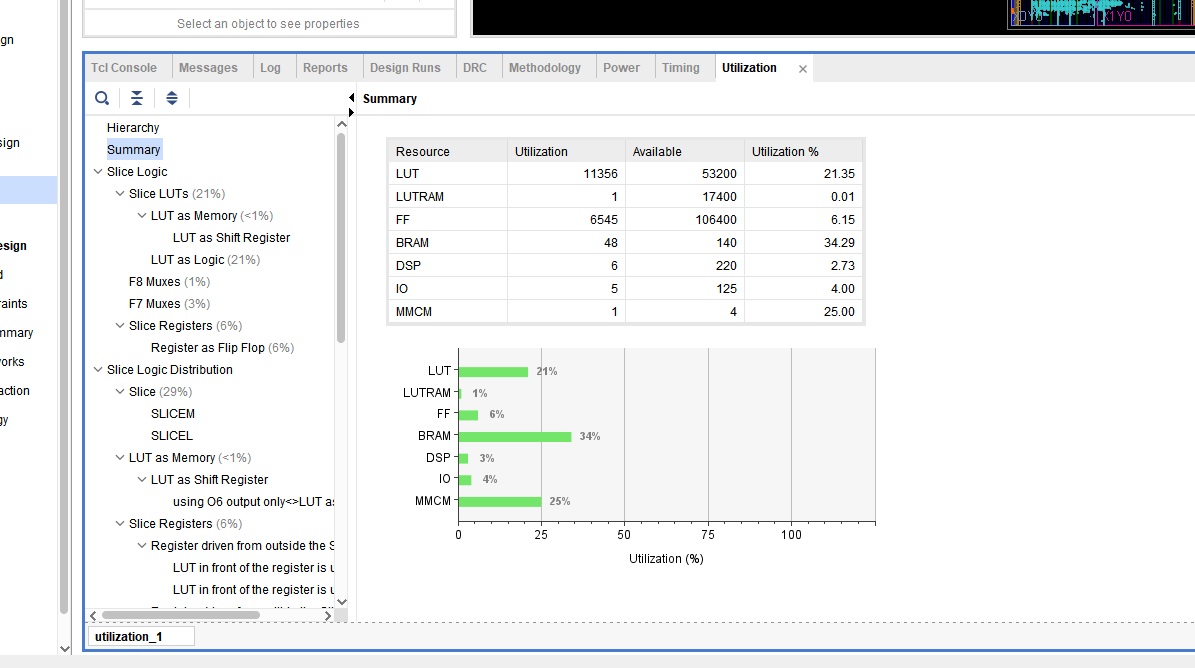 gn
sign
esign
d
raints
mmary
vorks
action
gy
Select an object to see properties
X0Y0 X1Y0
Tcl Console Messages Log Reports Design Runs DRC Methodology Power Timing Utilization
Summary
Hierarchy
Summary
Slice Logic
Slice LUTs (21%)
LUT as Memory (<1%)
LUT as Shift Register
LUT as Logic (21%)
F8 Muxes (1%)
F7 Muxes (3%)
Slice Registers (6%)
Register as Flip Flop (6%)
Slice Logic Distribution
Slice (29%)
SLICEM
SLICEL
LUT as Memory (<1%)
LUT as Shift Register
using O6 output only<>LUT as
Slice Registers (6%)
Register driven from outside the S
LUT in front of the register is u
LUT in front of the register is u
Resource Utilization Available Utilization %
LUT 11356 53200 21.35
LUTRAM 1 17400 0.01
FF 6545 106400 6.15
BRAM 48 140 34.29
DSP 6 220 2.73
IO 5 125 4.00
MMCM 1 4 25.00
LUT 21%
LUTRAM 1%
FF 6%
BRAM 34%
DSP 3%
IO 4%
MMCM 25%
0 25 50 75 100
Utilization (%)
utilization_1